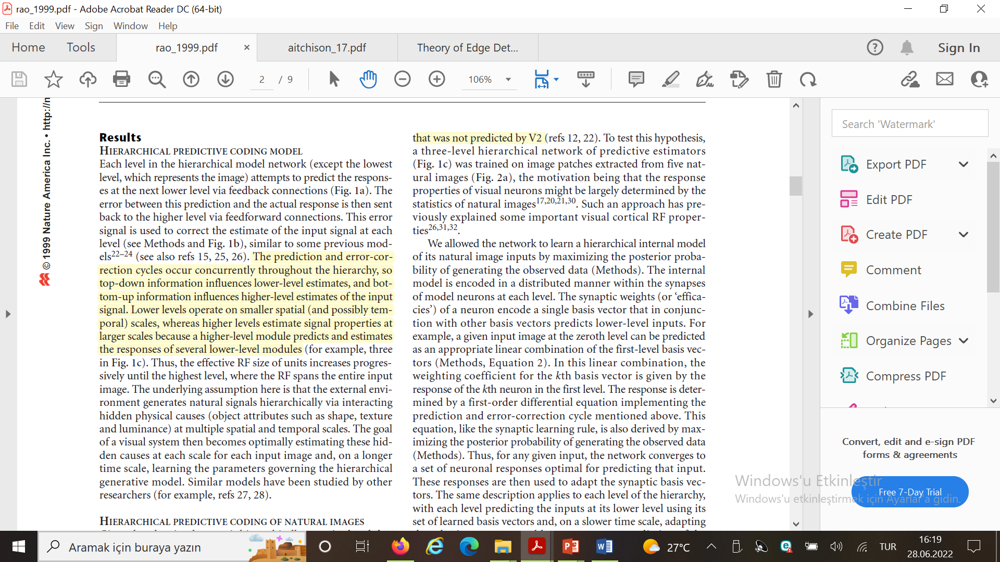 rao_1999.pdf - Adobe Acrobat Reader DC (64-bit)
File Edit View Sign Window Help
Home Tools rao_1999.pdf × aitchison_17.pdf Theory of Edge Det... Sign In
2 / 9 106%
© 1999 Nature America Inc. • http://n
Results
HIERARCHICAL PREDICTIVE CODING MODEL
Each level in the hierarchical model network (except the lowest
level, which represents the image) attempts to predict the respons-
es at the next lower level via feedback connections (Fig. 1a). The
error between this prediction and the actual response is then sent
back to the higher level via feedforward connections. This error
signal is used to correct the estimate of the input signal at each
level (see Methods and Fig. 1b), similar to some previous mod-
els22–24 (see also refs 15, 25, 26). The prediction and error-cor-
rection cycles occur concurrently throughout the hierarchy, so
top-down information influences lower-level estimates, and bot-
tom-up information influences higher-level estimates of the input
signal. Lower levels operate on smaller spatial (and possibly tem-
poral) scales, whereas higher levels estimate signal properties at
larger scales because a higher-level module predicts and estimates
the responses of several lower-level modules (for example, three
in Fig. 1c). Thus, the effective RF size of units increases progres-
sively until the highest level, where the RF spans the entire input
image. The underlying assumption here is that the external envi-
ronment generates natural signals hierarchically via interacting
hidden physical causes (object attributes such as shape, texture
and luminance) at multiple spatial and temporal scales. The goal
of a visual system then becomes optimally estimating these hid-
den causes at each scale for each input image and, on a longer
time scale, learning the parameters governing the hierarchical
generative model. Similar models have been studied by other
researchers (for example, refs 27, 28).
HIERARCHICAL PREDICTIVE CODING OF NATURAL IMAGES
that was not predicted by V2 (refs 12, 22). To test this hypothesis,
a three-level hierarchical network of predictive estimators
(Fig. 1c) was trained on image patches extracted from five nat-
ural images (Fig. 2a), the motivation being that the response
properties of visual neurons might be largely determined by the
statistics of natural images17,20,21,30. Such an approach has pre-
viously explained some important visual cortical RF proper-
ties26,31,32.
We allowed the network to learn a hierarchical internal model
of its natural image inputs by maximizing the posterior proba-
bility of generating the observed data (Methods). The internal
model is encoded in a distributed manner within the synapses
of model neurons at each level. The synaptic weights (or ‘effica-
cies’) of a neuron encode a single basis vector that in conjunc-
tion with other basis vectors predicts lower-level inputs. For
example, a given input image at the zeroth level can be predicted
as an appropriate linear combination of the first-level basis vec-
tors (Methods, Equation 2). In this linear combination, the
weighting coefficient for the kth basis vector is given by the
response of the kth neuron in the first level. The response is deter-
mined by a first-order differential equation implementing the
prediction and error-correction cycle mentioned above. This
equation, like the synaptic learning rule, is also derived by max-
imizing the posterior probability of generating the observed data
(Methods). Thus, for any given input, the network converges to
a set of neuronal responses optimal for predicting that input.
These responses are then used to adapt the synaptic basis vec-
tors. The same description applies to each level of the hierarchy,
with each level predicting the inputs at its lower level using its
set of learned basis vectors and, on a slower time scale, adapting
Search 'Watermark'
Export PDF
Edit PDF
Create PDF
Comment
Combine Files
Organize Pages
Compress PDF
Convert, edit and e-sign PDF
forms & agreements
Free 7-Day Trial
Windows'u Etkinleştir
Windows'u etkinleştirmek için Ayarlar'a gidin.
Aramak için buraya yazın
27°C TUR
16:19
28.06.2022